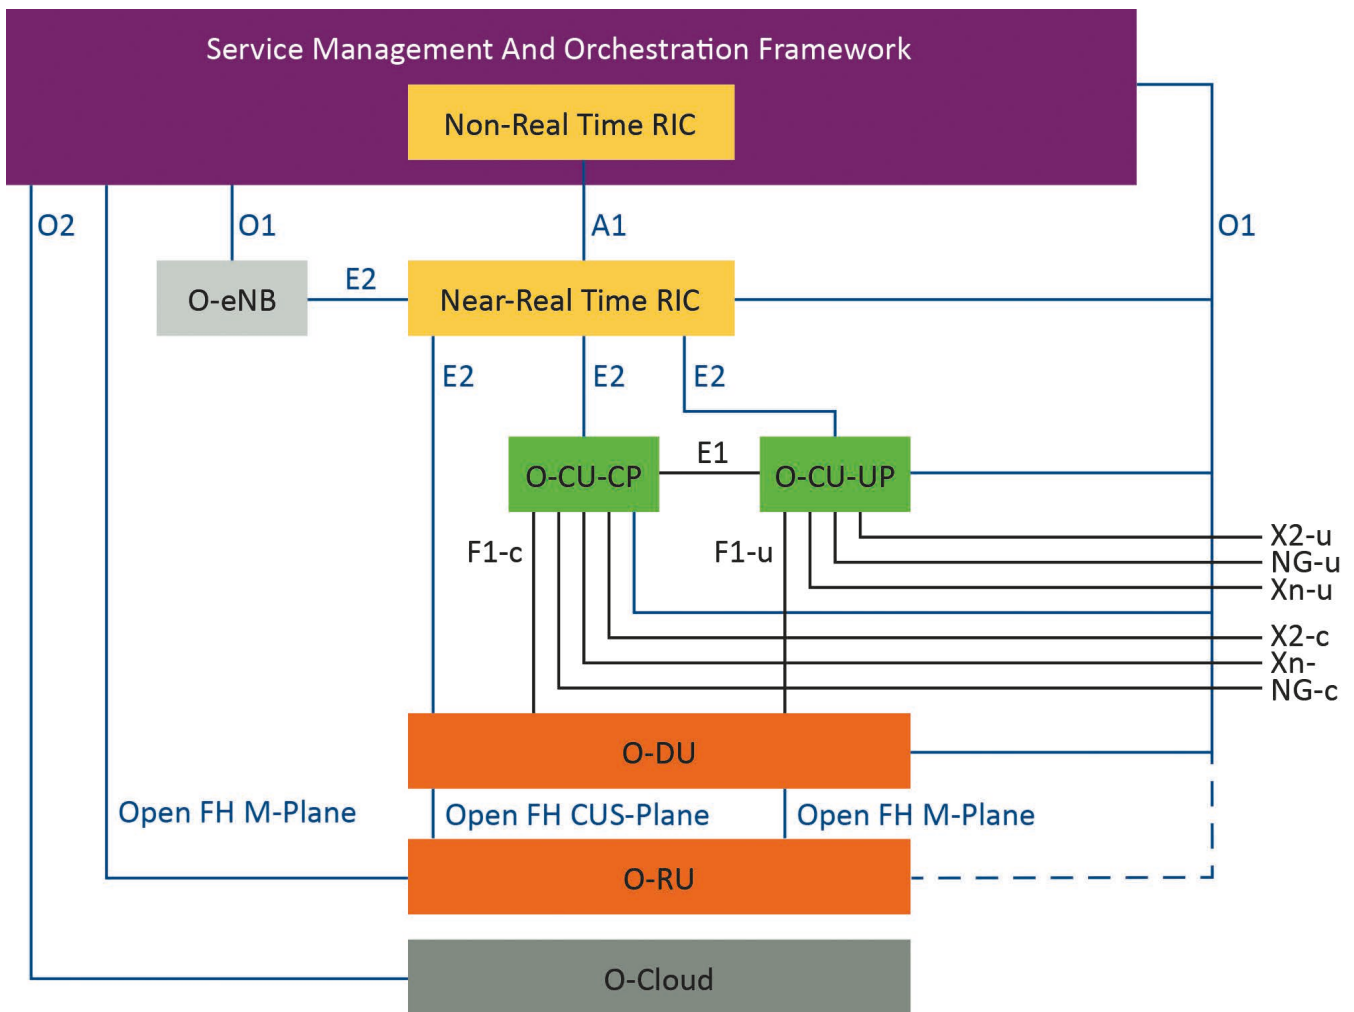 Service Management And Orchestration Framework
Non-Real Time RIC
O2
O1
A1
O1
O-eNB
E2
Near-Real Time RIC
E2
E2
E2
O-CU-CP
E1
O-CU-UP
F1-c
F1-u
X2-u
NG-u
Xn-u
X2-c
Xn-
NG-c
O-DU
Open FH M-Plane
Open FH CUS-Plane
Open FH M-Plane
O-RU
O-Cloud